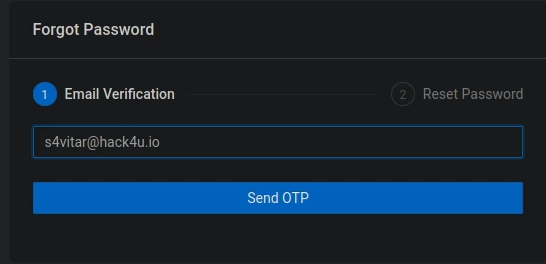 Forgot Password
1 Email Verification 2 Reset Password
s4vitar@hack4u.io
Send OTP